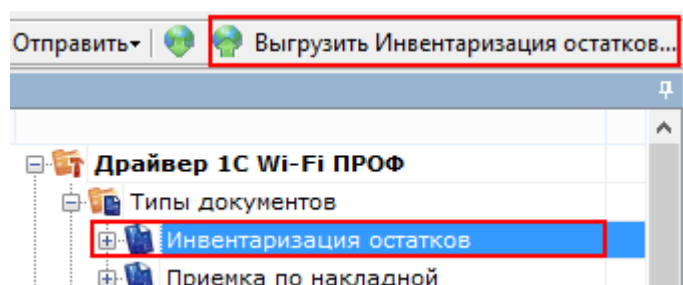 Отправить
Выгрузить Инвентаризация остатков...
Драйвер 1С Wi-Fi ПРОФ
Типы документов
Инвентаризация остатков
Приемка по накладной